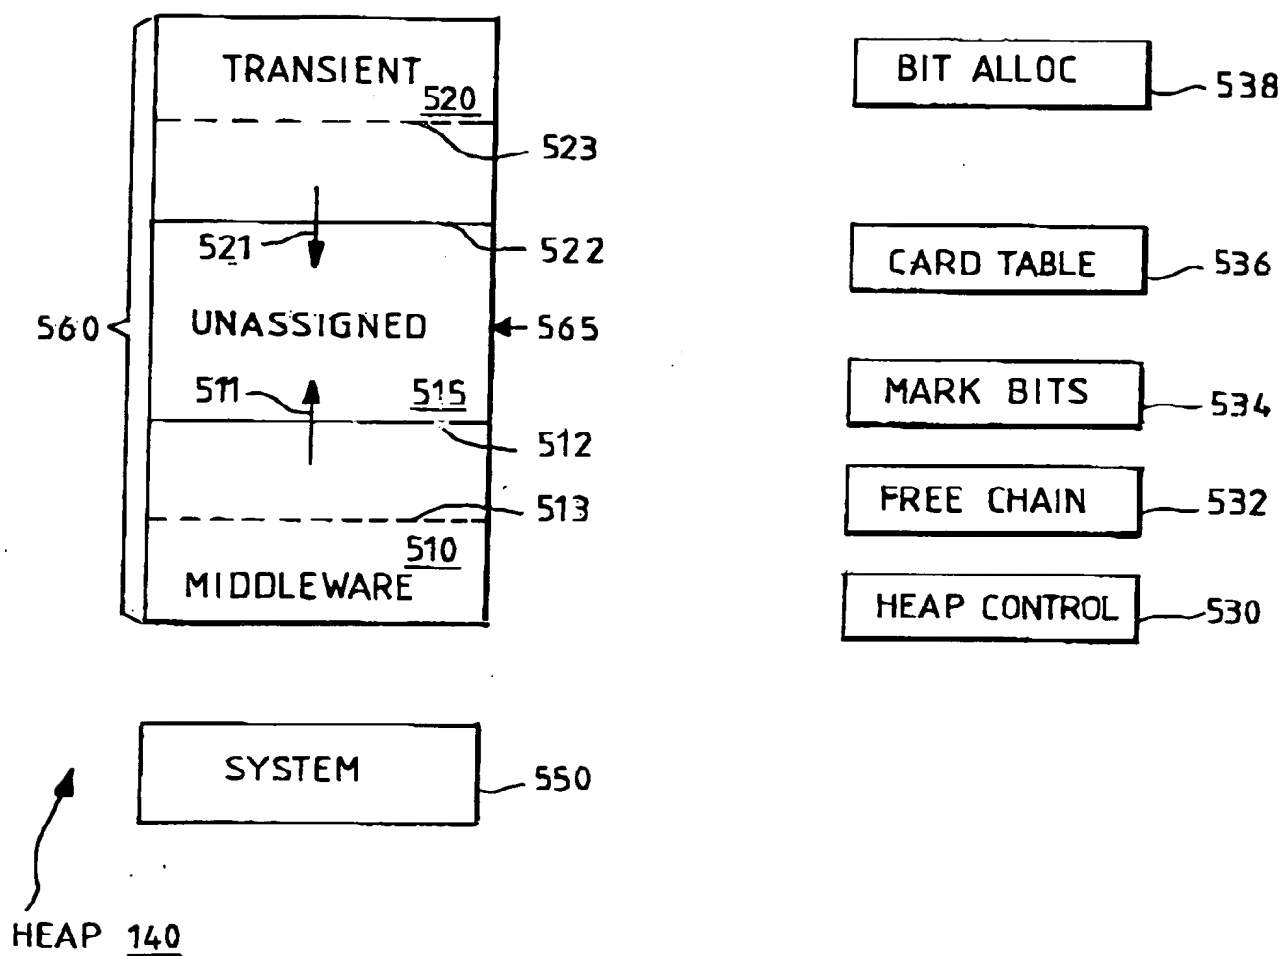 TRANSIENT
520
523
521
522
560
UNASSIGNED
565
511
515
512
513
510
MIDDLEWARE
SYSTEM
550
HEAP 140
BIT ALLOC
538
CARD TABLE
536
MARK BITS
534
FREE CHAIN
532
HEAP CONTROL
530